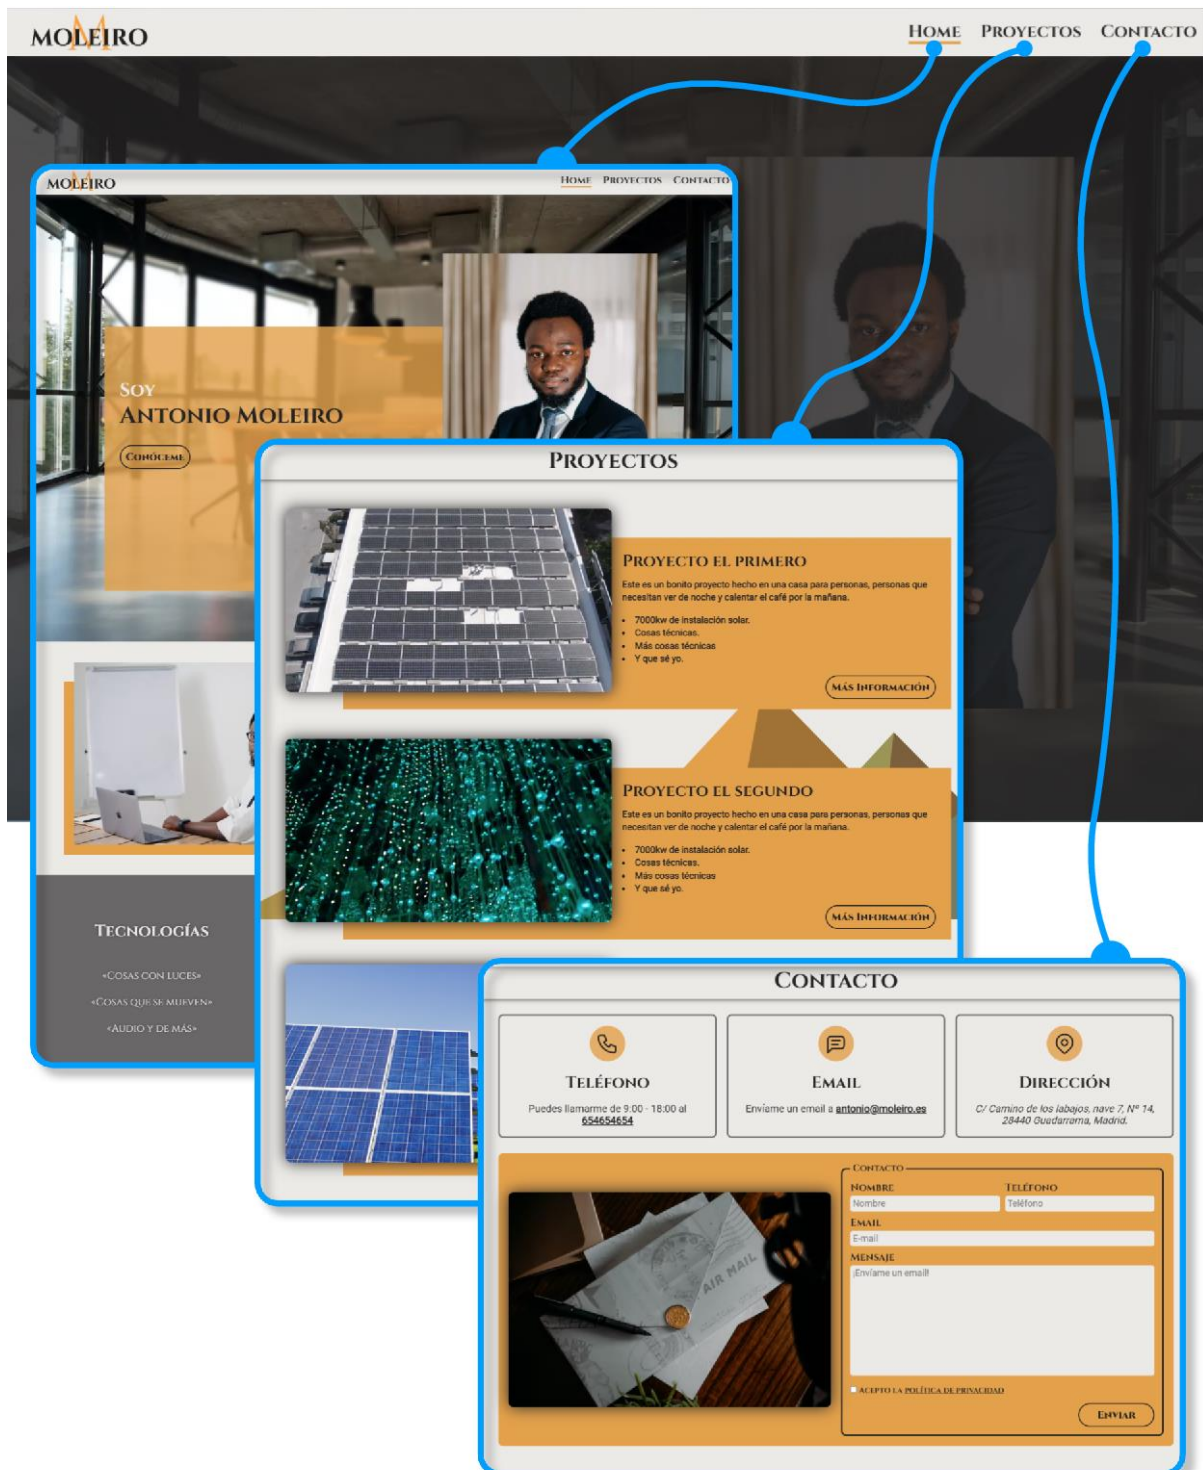 MOLEIRO
HOME PROYECTOS CONTACTO
MOLEIRO
HOME PROYECTOS CONTACTO
SOY
ANTONIO MOLEIRO
CONÓCEME
TECNOLOGÍAS
«COSAS CON LUCES»
«COSAS QUE SE MUEVEN»
«AUDIO Y DE MÁS»
PROYECTOS
PROYECTO EL PRIMERO
Este es un bonito proyecto hecho en una casa para personas, personas que
necesitan ver de noche y calentar el café por la mañana.
• 7000kw de instalación solar.
• Cosas técnicas.
• Más cosas técnicas
• Y que sé yo.
MÁS INFORMACIÓN
PROYECTO EL SEGUNDO
Este es un bonito proyecto hecho en una casa para personas, personas que
necesitan ver de noche y calentar el café por la mañana.
• 7000kw de instalación solar.
• Cosas técnicas.
• Más cosas técnicas
• Y que sé yo.
MÁS INFORMACIÓN
CONTACTO
TELÉFONO
Puedes llamarme de 9:00 - 18:00 al
654654654
EMAIL
Envíame un email a antonio@moleiro.es
DIRECCIÓN
C/ Camino de los labajos, nave 7, Nº 14,
28440 Guadarrama, Madrid.
AIR MAIL
CONTACTO
NOMBRE TELÉFONO
Nombre Teléfono
EMAIL
E-mail
MENSAJE
¡Envíame un email!
ACEPTO LA POLÍTICA DE PRIVACIDAD
ENVIAR